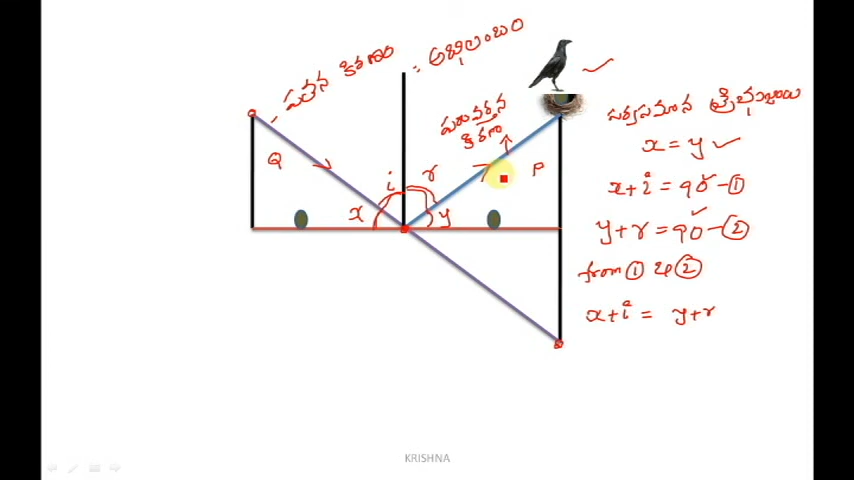 పతన కిరణం
: అభిలంబం
పరావర్తన
కిరణం
సర్వసమాన త్రిభుజాలు
Q
i
r
P
x
y
x = y ✓
x + i = 90° - ①
y + r = 90° - ②
from ① & ②
x + i = y + r
KRISHNA